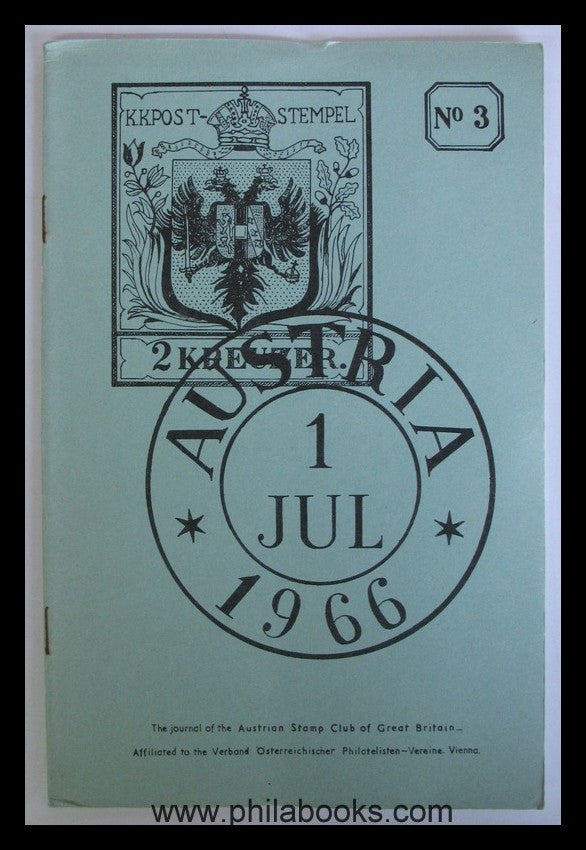 K.K.POST-STEMPEL
No 3
2 KREUZER.
AUSTRIA
1
JUL
1966
The journal of the Austrian Stamp Club of Great Britain—
Affiliated to the Verband Österreichischer Philatelisten-Vereine. Vienna.
www.philabooks.com